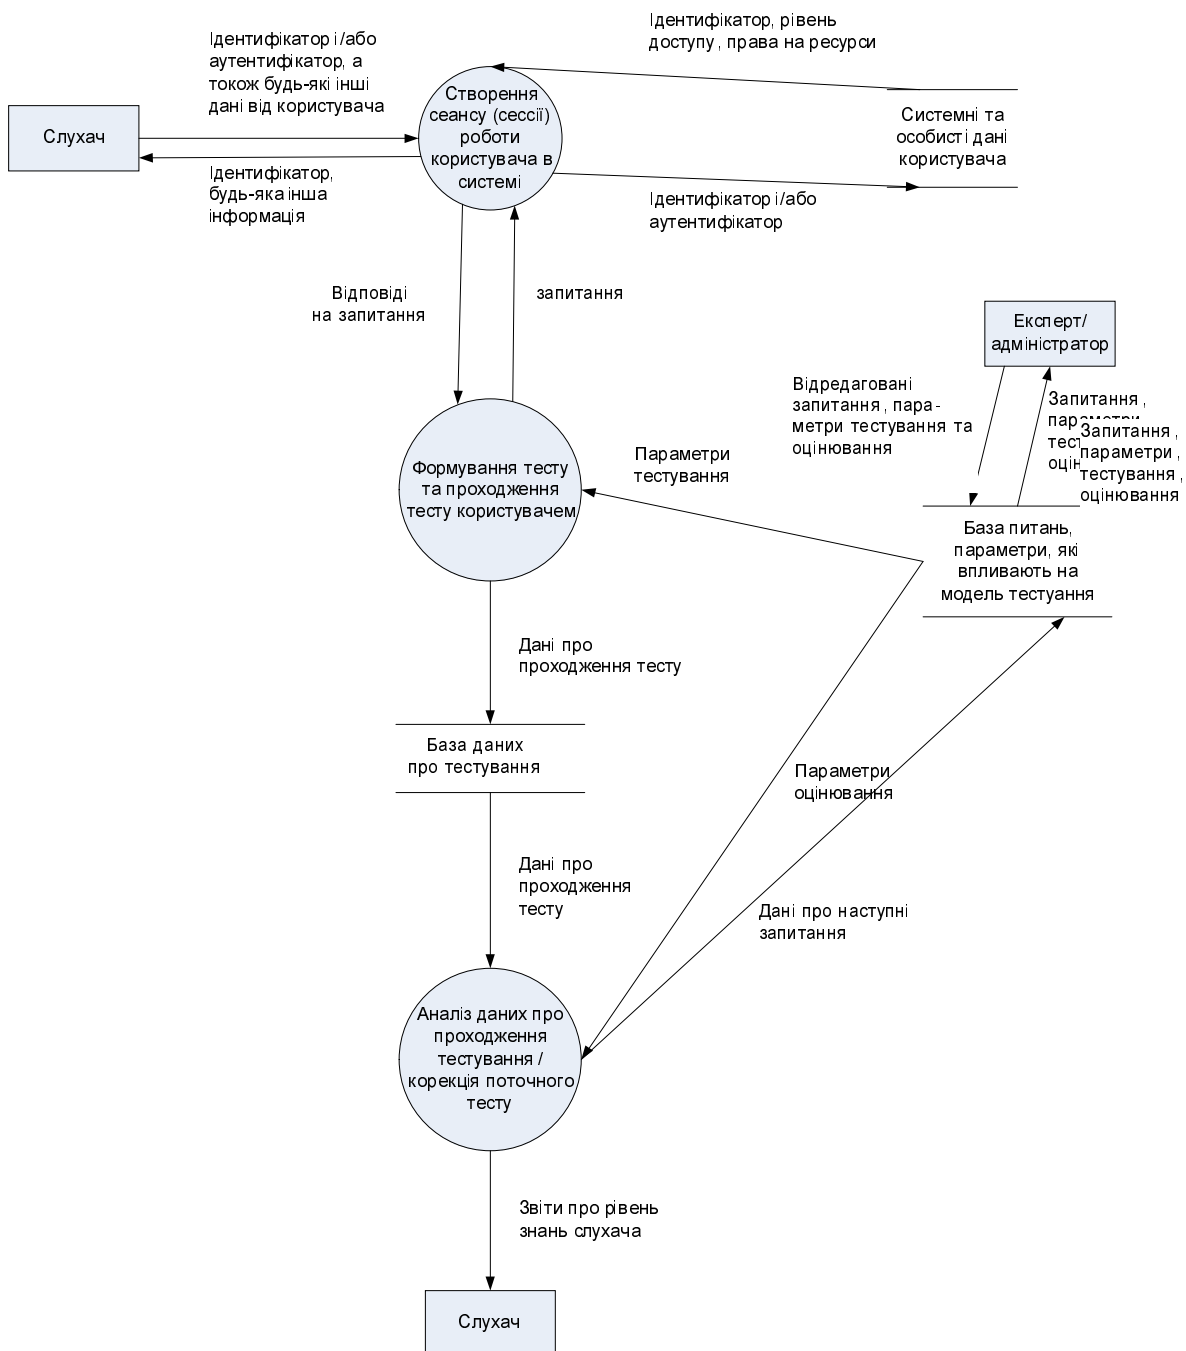 Ідентифікатор і/або
аутентифікатор, а
токож будь-які інші
дані від користувача
Ідентифікатор, рівень
доступу, права на ресурси
Слухач
Створення
сеансу (сессії)
роботи
користувача в
системі
Системні та
особисті дані
користувача
Ідентифікатор,
будь-яка інша
інформація
Ідентифікатор і/або
аутентифікатор
Відповіді
на запитання
запитання
Експерт/
адміністратор
Відредаговані
запитання, пара-
метри тестування та
оцінювання
Запитання,
Запитання,
параметри,
тестування,
оцінювання
Параметри
тестування
Формування тесту
та проходження
тесту користувачем
База питань,
параметри, які
впливають на
модель тестуання
Дані про
проходження тесту
База даних
про тестування
Параметри
оцінювання
Дані про
проходження
тесту
Дані про наступні
запитання
Аналіз даних про
проходження
тестування /
корекція поточного
тесту
Звіти про рівень
знань слухача
Слухач